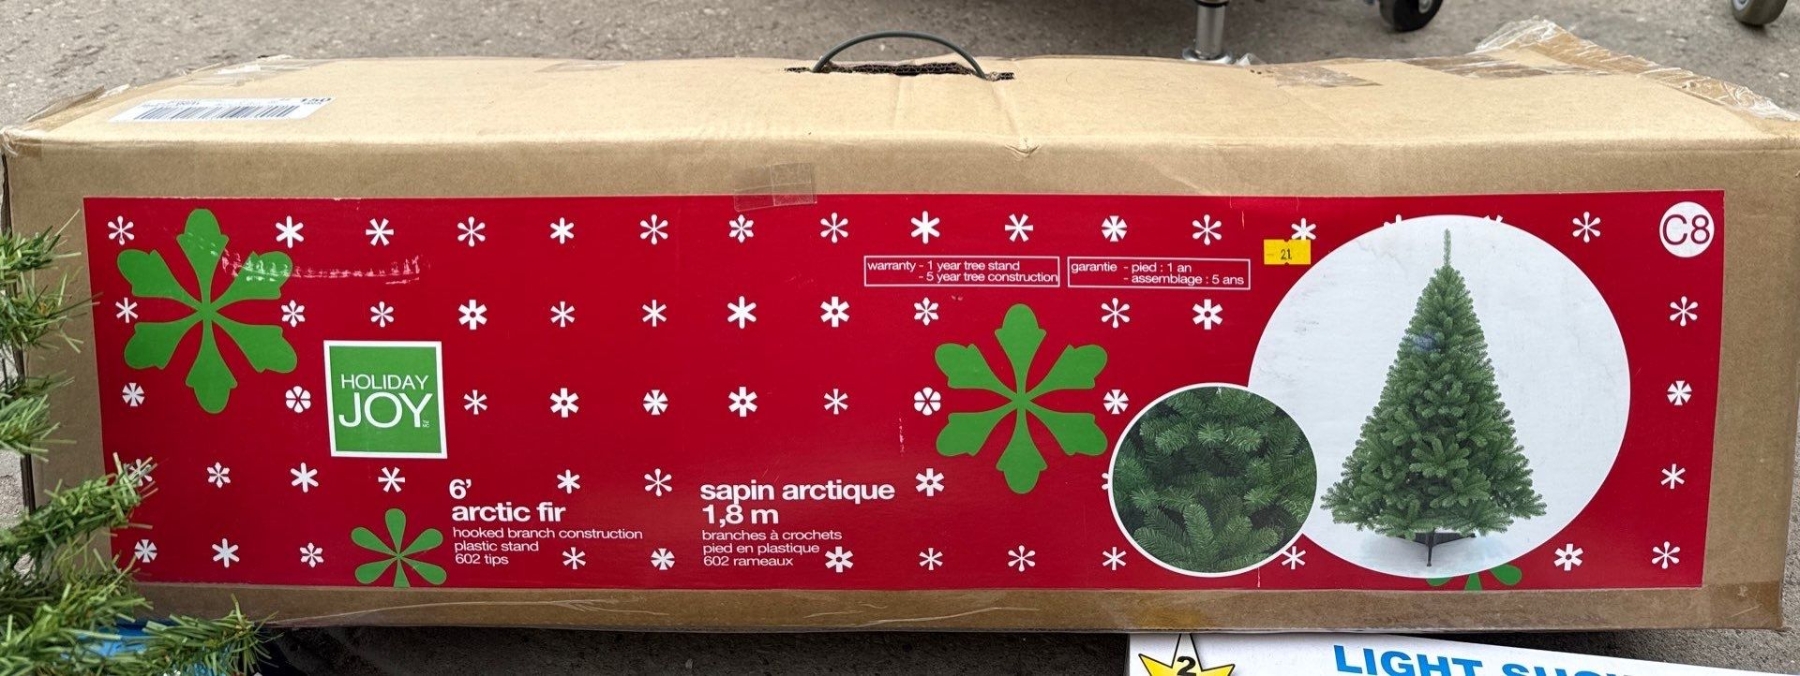 C8
21
warranty - 1 year tree stand
- 5 year tree construction
garantie - pied : 1 an
- assemblage : 5 ans
HOLIDAY
JOY
6'
arctic fir
hooked branch construction
plastic stand
602 tips
sapin arctique
1,8 m
branches à crochets
pied en plastique
602 rameaux
2
LIGHT